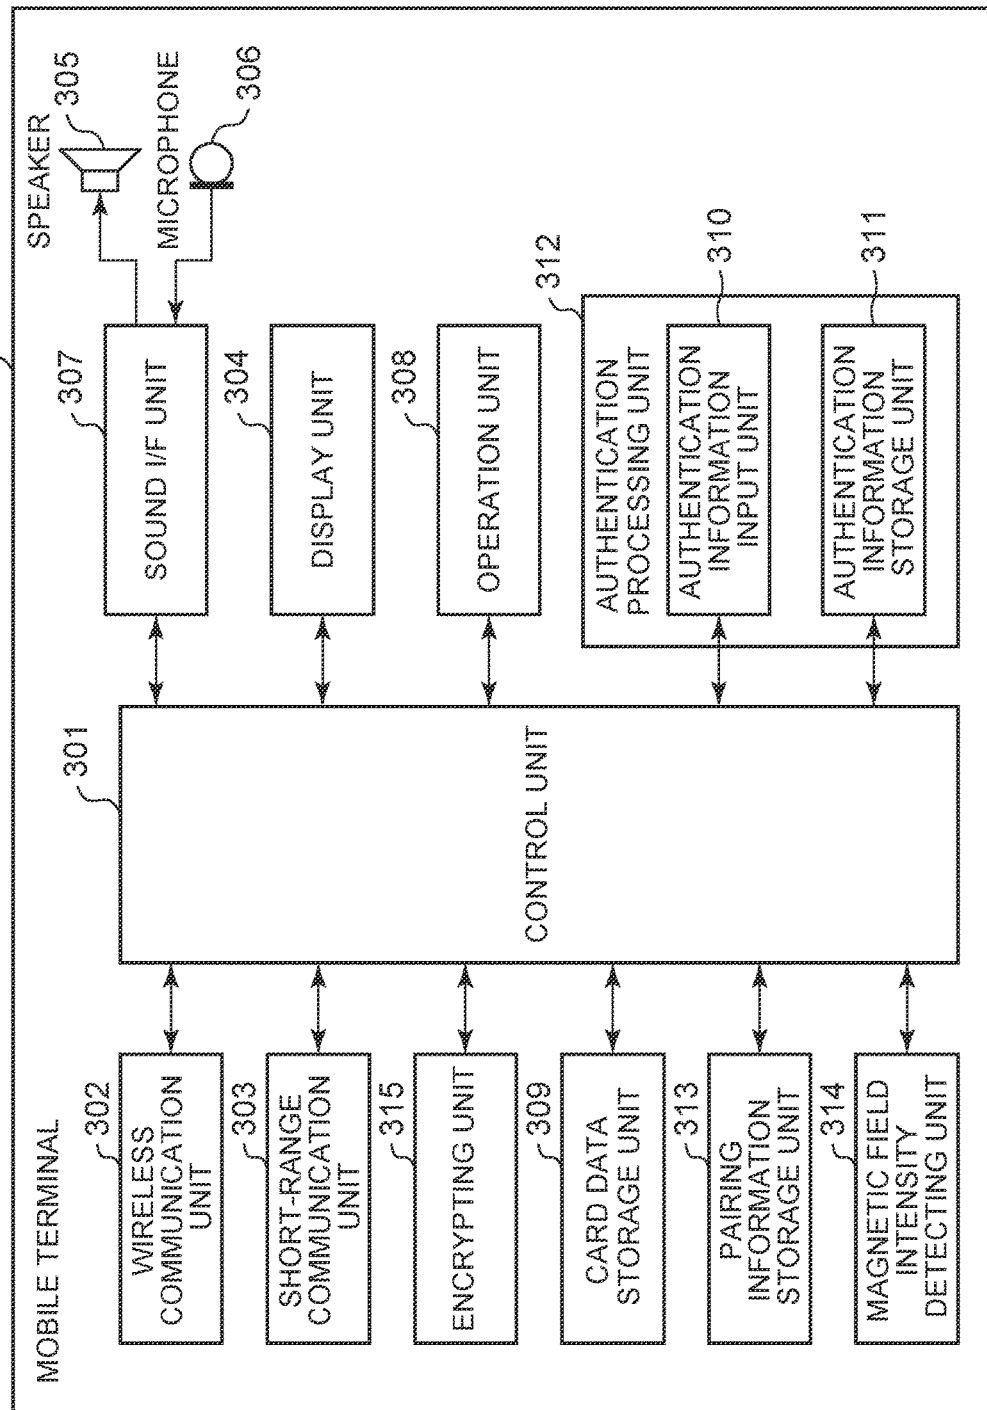 MOBILE TERMINAL
302
WIRELESS
COMMUNICATION
UNIT
303
SHORT-RANGE
COMMUNICATION
UNIT
315
ENCRYPTING UNIT
309
CARD DATA
STORAGE UNIT
313
PAIRING
INFORMATION
STORAGE UNIT
314
MAGNETIC FIELD
INTENSITY
DETECTING UNIT
301
CONTROL UNIT
307
SOUND I/F UNIT
304
DISPLAY UNIT
308
OPERATION UNIT
312
AUTHENTICATION
PROCESSING UNIT
AUTHENTICATION
INFORMATION
INPUT UNIT
310
AUTHENTICATION
INFORMATION
STORAGE UNIT
311
SPEAKER
305
MICROPHONE
306